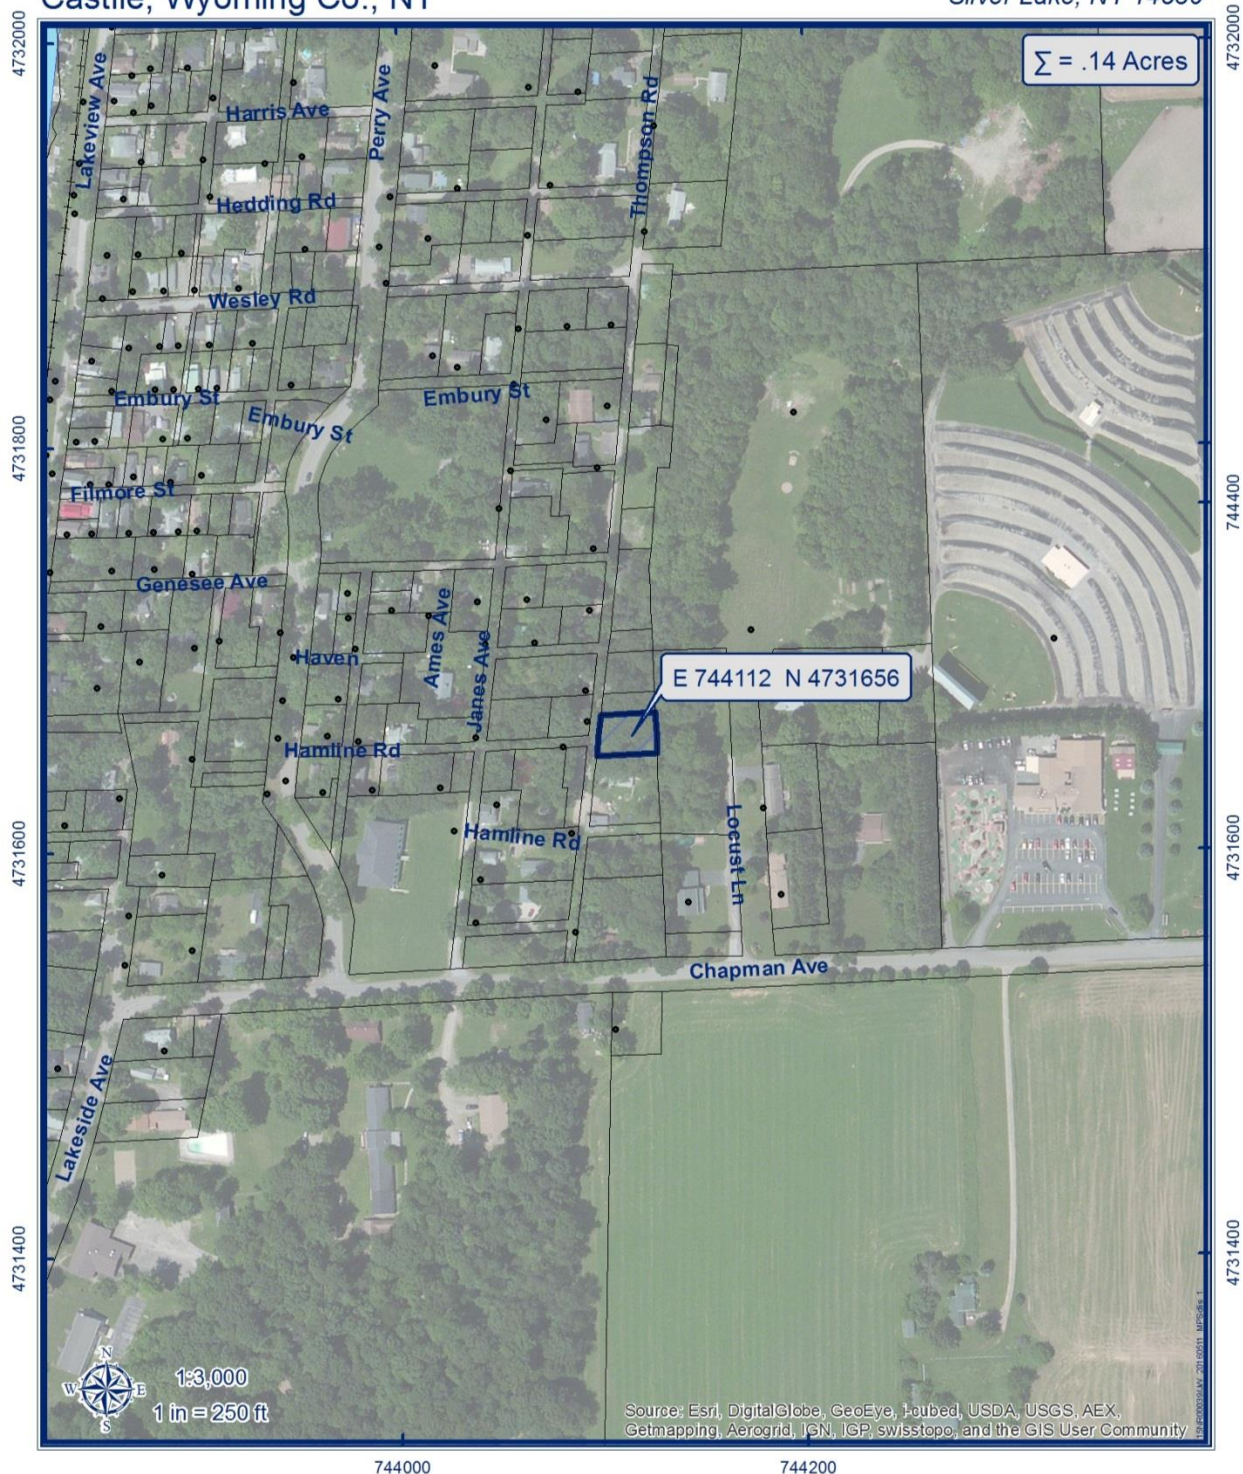 Castile, Wyoming Co., NY
Silver Lake, NY 14530
4732000
4732000
Σ = .14 Acres
Lakeview Ave
Harris Ave
Perry Ave
Thompson Rd
Hedding Rd
Wesley Rd
Embury St
Embury St
Embury St
4731800
Filmore St
744400
Genesee Ave
Haven
Ames Ave
Janes Ave
E 744112 N 4731656
Hamline Rd
Hamline Rd
Locust Ln
4731600
4731600
Chapman Ave
Lakeside Ave
4731400
4731400
N
W E
S
1:3,000
1 in = 250 ft
Source: Esri, DigitalGlobe, GeoEye, i-cubed, USDA, USGS, AEX,
Getmapping, Aerogrid, IGN, IGP, swisstopo, and the GIS User Community
744000
744200